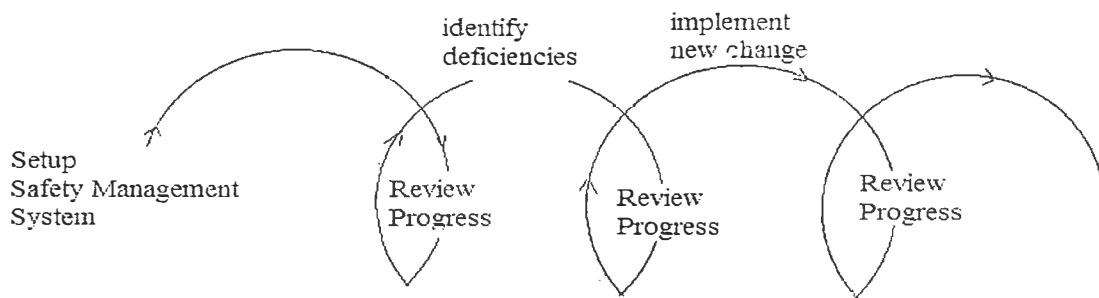 identify
deficiencies
implement
new change
Setup
Safety Management
System
Review
Progress
Review
Progress
Review
Progress